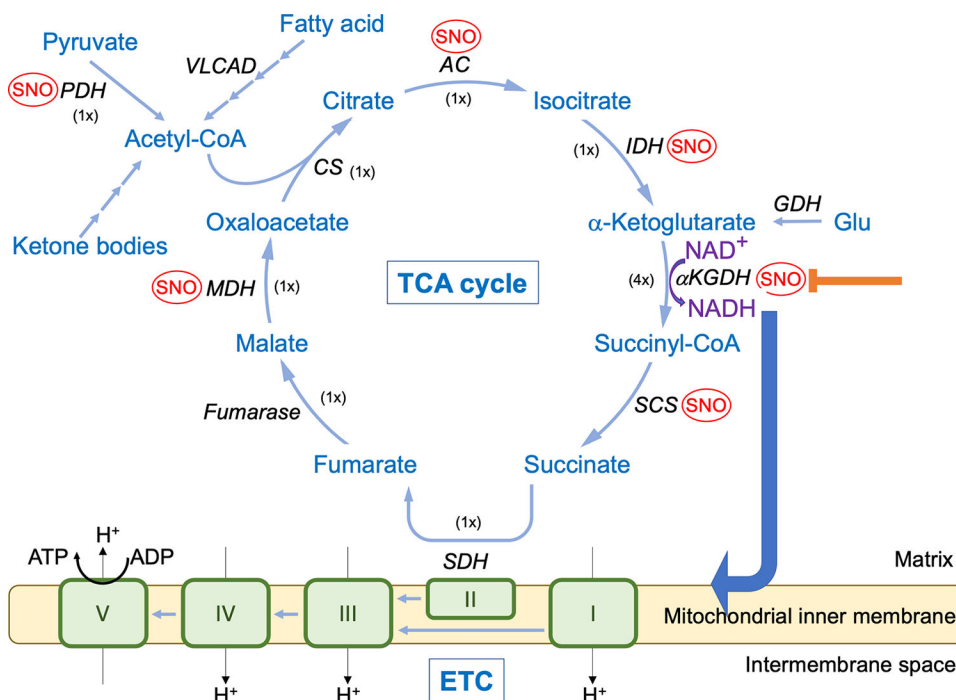 Fatty acid
SNO
Pyruvate
VLCAD
AC
SNO PDH
(1x)
Citrate
(1x)
Isocitrate
Acetyl-CoA
(1x)
IDH SNO
CS (1x)
GDH
Oxaloacetate
α-Ketoglutarate
Glu
Ketone bodies
NAD+
TCA cycle
SNO MDH
(1x)
(4x)
αKGDH SNO
NADH
Malate
Succinyl-CoA
Fumarase
(1x)
SCS SNO
Fumarate
Succinate
(1x)
H+
ATP
ADP
SDH
Matrix
V
IV
III
II
I
Mitochondrial inner membrane
Intermembrane space
H+
H+
ETC
H+